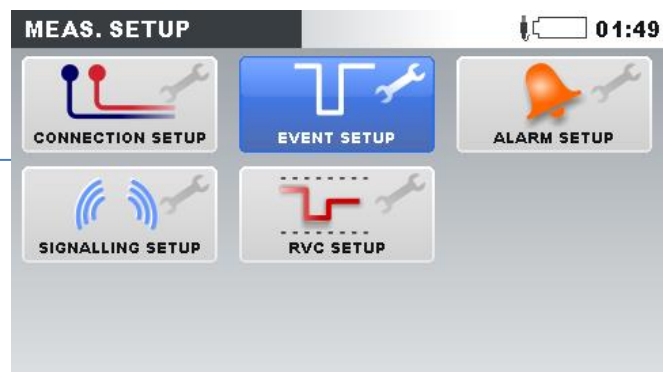 MEAS. SETUP
01:49
CONNECTION SETUP
EVENT SETUP
ALARM SETUP
SIGNALLING SETUP
RVC SETUP